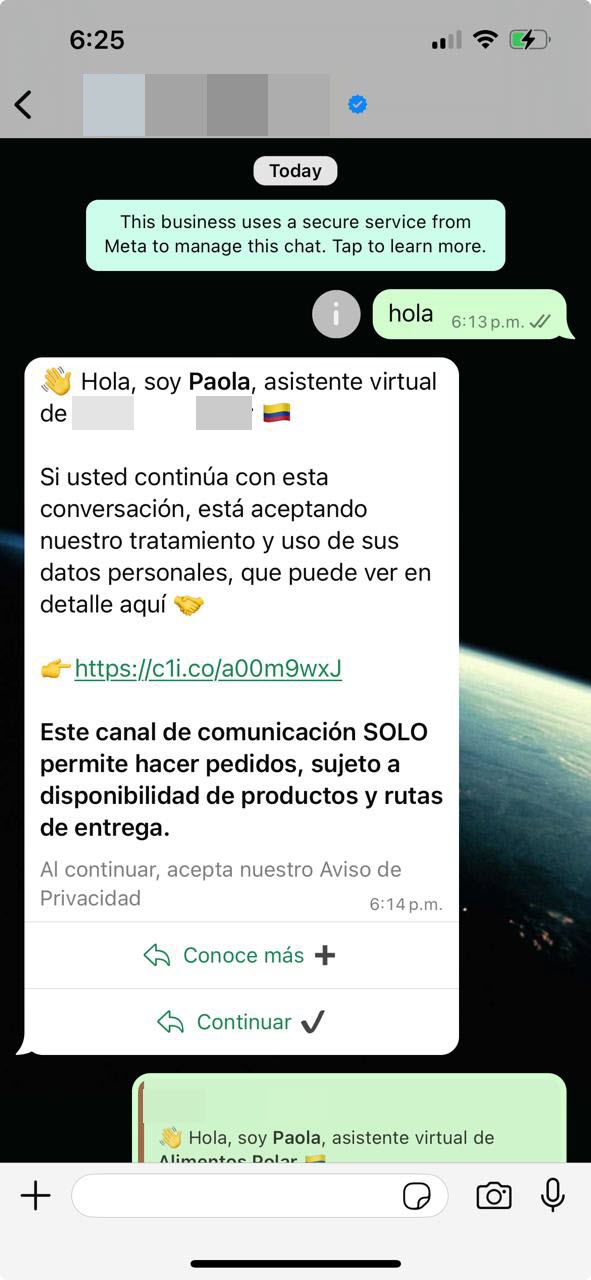 6:25
Today
This business uses a secure service from
Meta to manage this chat. Tap to learn more.
hola 6:13 p.m.
👋 Hola, soy Paola, asistente virtual
de 🇨🇴
Si usted continúa con esta
conversación, está aceptando
nuestro tratamiento y uso de sus
datos personales, que puede ver en
detalle aquí 🤝
👉 https://c1i.co/a00m9wxJ
Este canal de comunicación SOLO
permite hacer pedidos, sujeto a
disponibilidad de productos y rutas
de entrega.
Al continuar, acepta nuestro Aviso de
Privacidad 6:14 p.m.
Conoce más ➕
Continuar ✔
👋 Hola, soy Paola, asistente virtual de
Alimentos Polar 🇨🇴